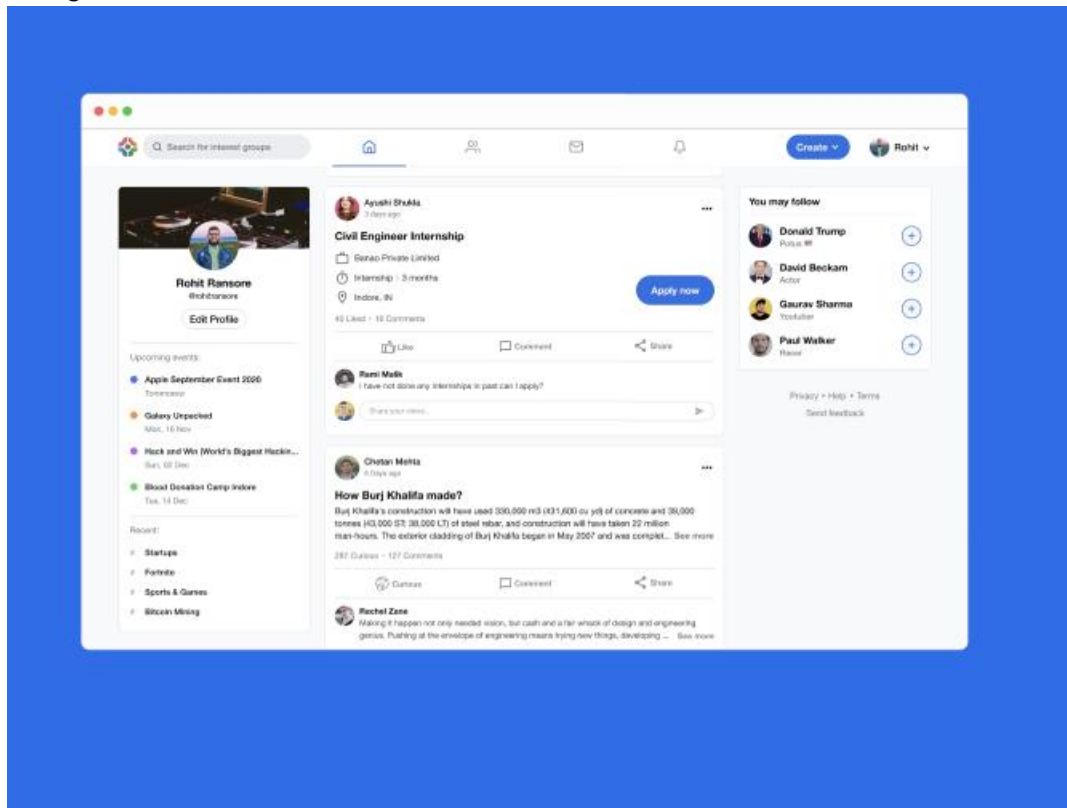 Search for interest groups
Create
Rohit
Rohit Ransore
@rohitransore
Edit Profile
Upcoming events:
Apple September Event 2020
Tomorrow
Galaxy Unpacked
Mon, 16 Nov
Hack and Win (World's Biggest Hackin...
Sun, 02 Dec
Blood Donation Camp Indore
Tue, 14 Dec
Recent:
# Startups
# Fortnite
# Sports & Games
# Bitcoin Mining
Ayushi Shukla
3 days ago
Civil Engineer Internship
Benao Private Limited
Internship · 3 months
Indore, IN
Apply now
40 Liked • 18 Comments
Like
Comment
Share
Rami Malik
I have not done any internships in past can I apply?
Share your views..
Chetan Mehta
Days ago
How Burj Khalifa made?
Burj Khalifa's construction will have used 330,000 m3 (431,600 cu yd) of concrete and 39,000
tonnes (43,000 ST; 38,000 LT) of steel rebar, and construction will have taken 22 million
man-hours. The exterior cladding of Burj Khalifa began in May 2007 and was complet... See more
Curious • 127 Comments
Curious
Comment
Share
Rachel Zane
Making it happen not only needed vision, but cash and a fair whack of design and engineering
genius. Pushing at the envelope of engineering means trying new things, developing ... See more
You may follow
Donald Trump
Potus
David Beckam
Actor
Gaurav Sharma
Youtuber
Paul Walker
Racer
Privacy • Help • Terms
Send feedback